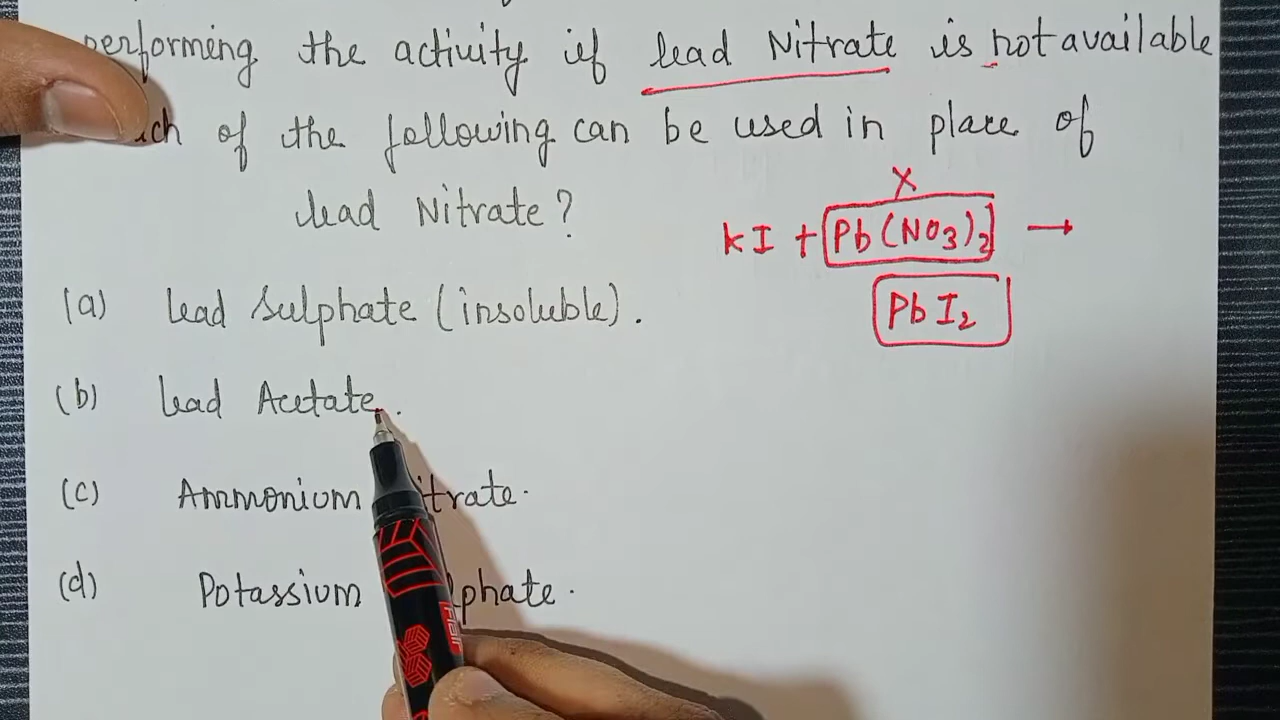 performing the activity if lead Nitrate is not available
of the following can be used in place of
lead Nitrate?
X
KI + Pb(NO3)2 →
PbI2
(a) lead Sulphate (insoluble).
(b) lead Acetate.
(c) Ammonium
(d) Potassium